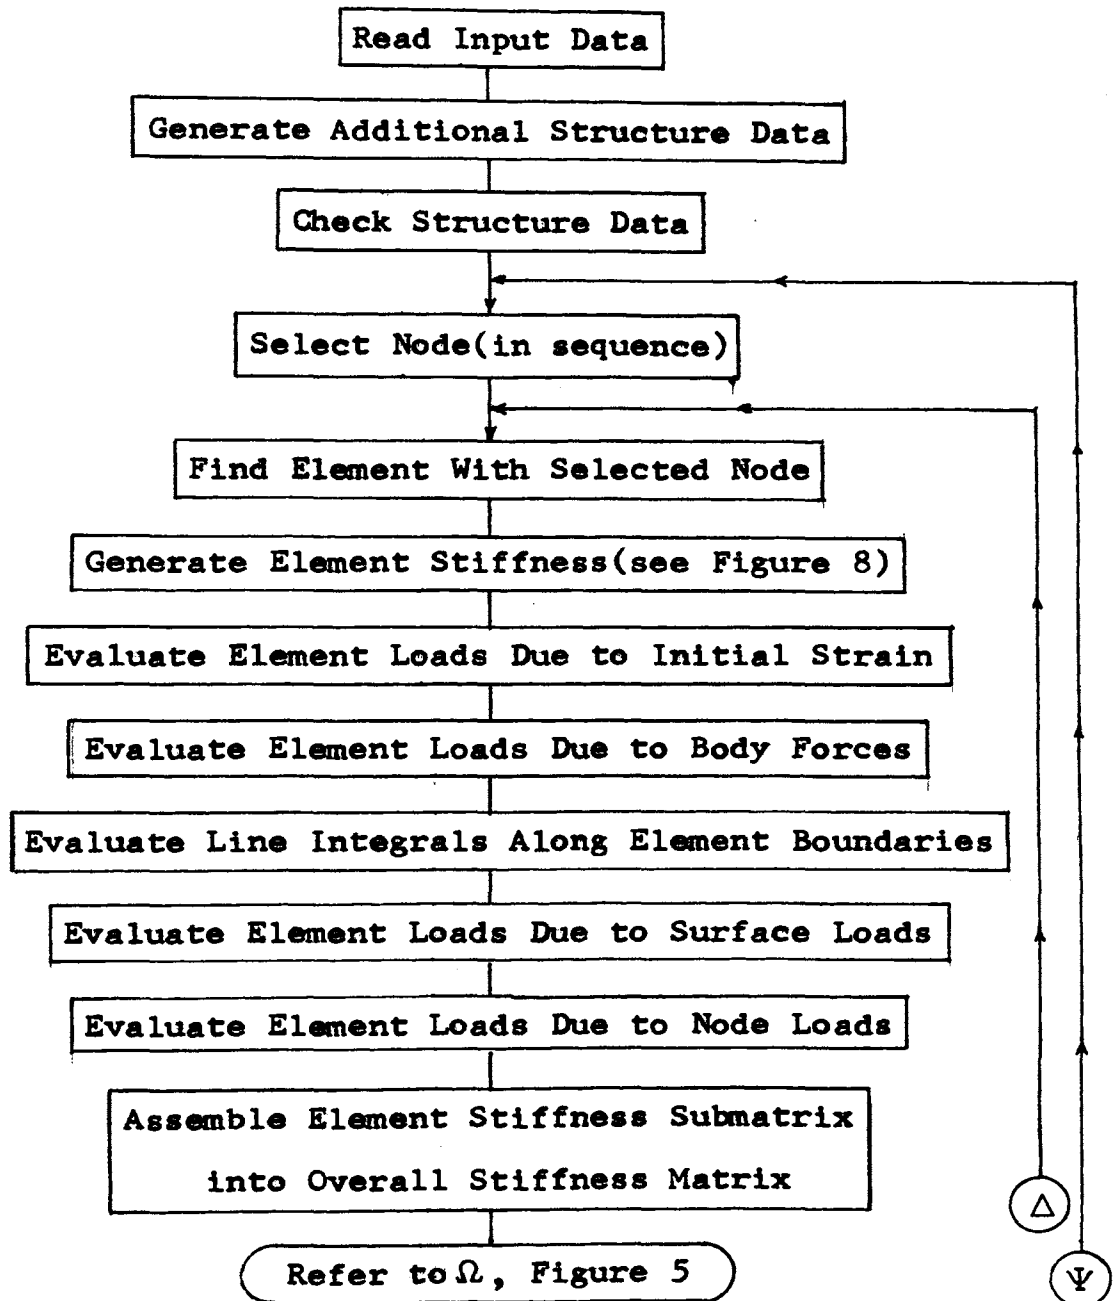 Read Input Data
Generate Additional Structure Data
Check Structure Data
Select Node(in sequence)
Find Element With Selected Node
Generate Element Stiffness(see Figure 8)
Evaluate Element Loads Due to Initial Strain
Evaluate Element Loads Due to Body Forces
Evaluate Line Integrals Along Element Boundaries
Evaluate Element Loads Due to Surface Loads
Evaluate Element Loads Due to Node Loads
Assemble Element Stiffness Submatrix
into Overall Stiffness Matrix
Δ
Refer to Ω, Figure 5
Ψ